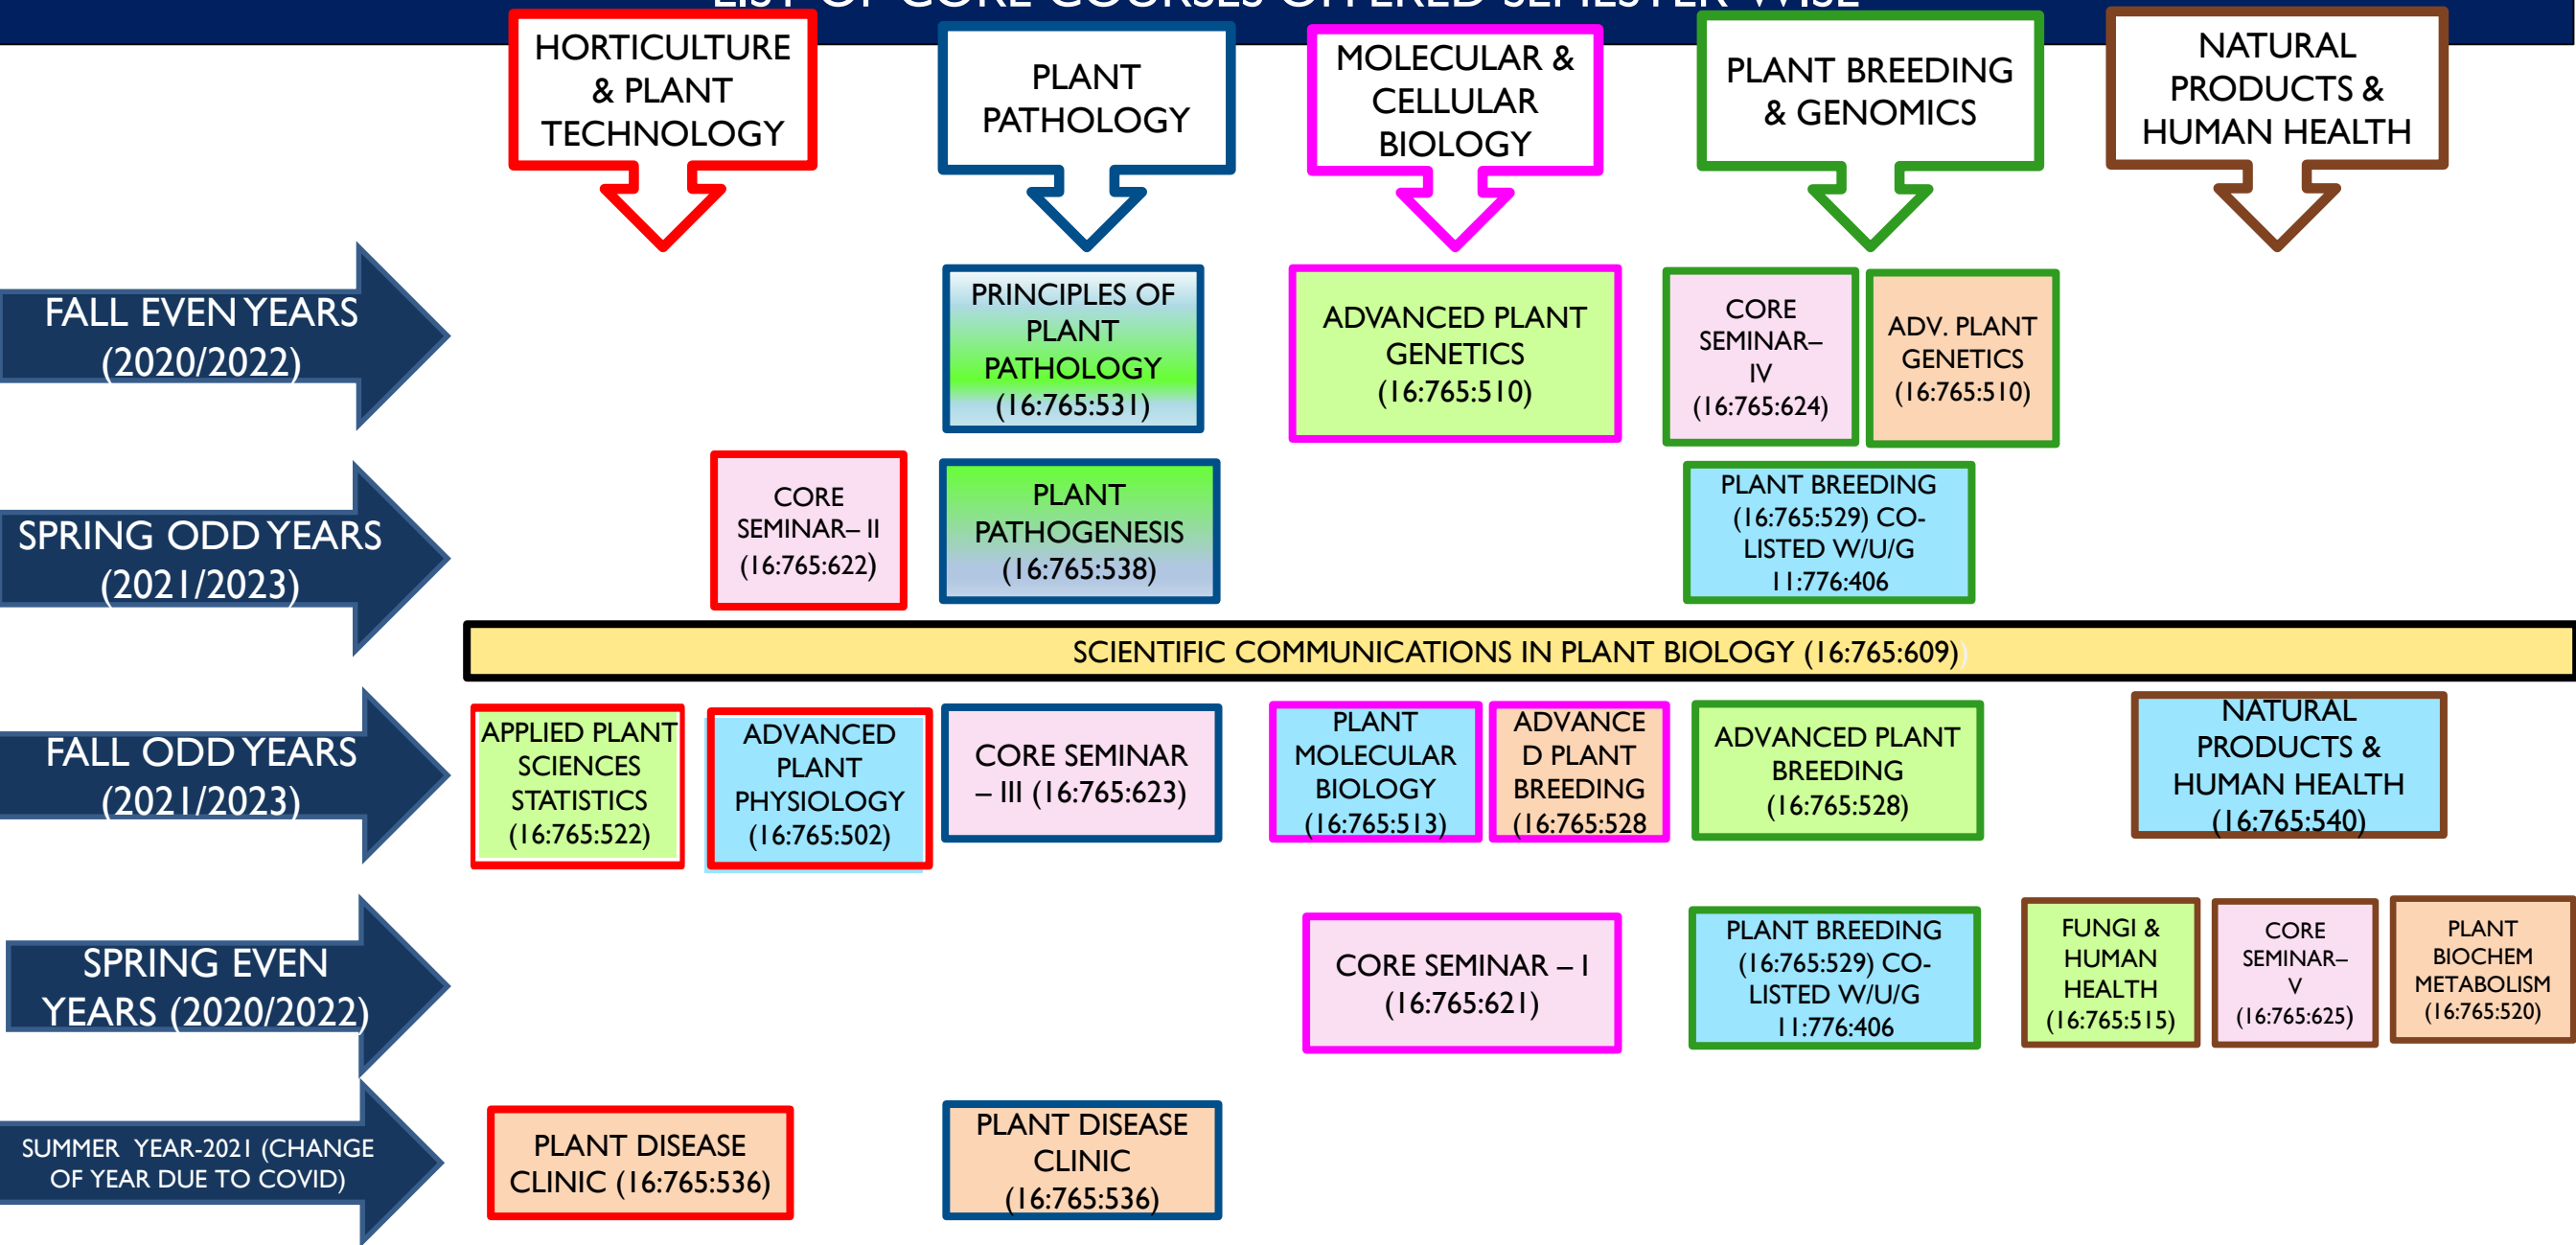 LIST OF CORE COURSES OFFERED SEMESTER WISE
HORTICULTURE
& PLANT
TECHNOLOGY
PLANT
PATHOLOGY
MOLECULAR &
CELLULAR
BIOLOGY
PLANT BREEDING
& GENOMICS
NATURAL
PRODUCTS &
HUMAN HEALTH
FALL EVEN YEARS
(2020/2022)
PRINCIPLES OF
PLANT
PATHOLOGY
(16:765:531)
ADVANCED PLANT
GENETICS
(16:765:510)
CORE
SEMINAR–
IV
(16:765:624)
ADV. PLANT
GENETICS
(16:765:510)
SPRING ODD YEARS
(2021/2023)
CORE
SEMINAR– II
(16:765:622)
PLANT
PATHOGENESIS
(16:765:538)
PLANT BREEDING
(16:765:529) CO-
LISTED W/U/G
11:776:406
SCIENTIFIC COMMUNICATIONS IN PLANT BIOLOGY (16:765:609))
FALL ODD YEARS
(2021/2023)
APPLIED PLANT
SCIENCES
STATISTICS
(16:765:522)
ADVANCED
PLANT
PHYSIOLOGY
(16:765:502)
CORE SEMINAR
– III (16:765:623)
PLANT
MOLECULAR
BIOLOGY
(16:765:513)
ADVANCE
D PLANT
BREEDING
(16:765:528
ADVANCED PLANT
BREEDING
(16:765:528)
NATURAL
PRODUCTS &
HUMAN HEALTH
(16:765:540)
SPRING EVEN
YEARS (2020/2022)
CORE SEMINAR – I
(16:765:621)
PLANT BREEDING
(16:765:529) CO-
LISTED W/U/G
11:776:406
FUNGI &
HUMAN
HEALTH
(16:765:515)
CORE
SEMINAR–
V
(16:765:625)
PLANT
BIOCHEM
METABOLISM
(16:765:520)
SUMMER YEAR-2021 (CHANGE
OF YEAR DUE TO COVID)
PLANT DISEASE
CLINIC (16:765:536)
PLANT DISEASE
CLINIC
(16:765:536)